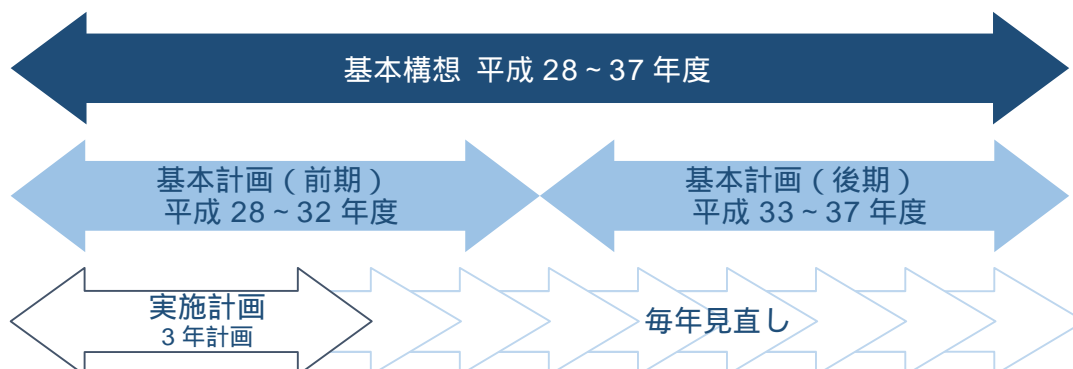 基本構想 平成 28～37 年度
基本計画（前期）
平成 28～32 年度
基本計画（後期）
平成 33～37 年度
実施計画
3 年計画
毎年見直し